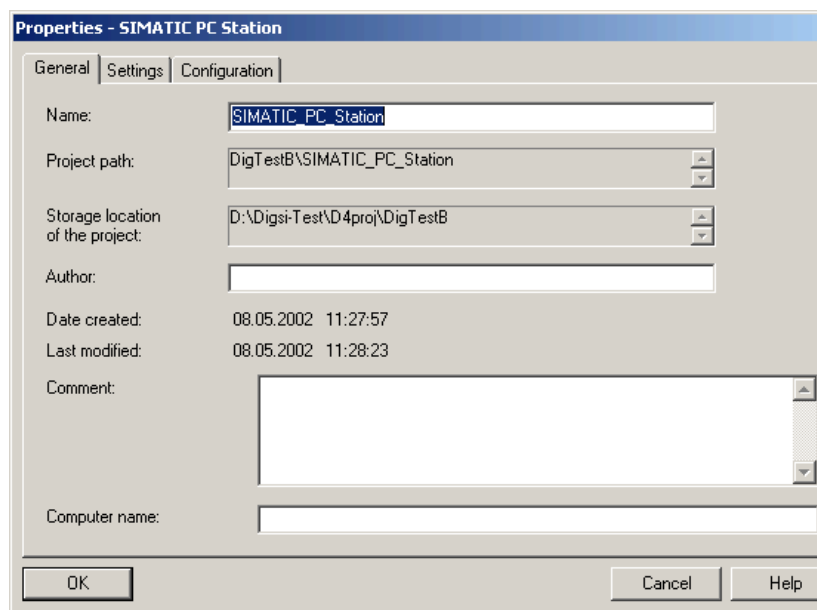 Properties - SIMATIC PC Station
General Settings Configuration
Name: SIMATIC_PC_Station
Project path: DigTestB\SIMATIC_PC_Station
Storage location
of the project: D:\Digsi-Test\D4proj\DigTestB
Author:
Date created: 08.05.2002 11:27:57
Last modified: 08.05.2002 11:28:23
Comment:
Computer name:
OK Cancel Help